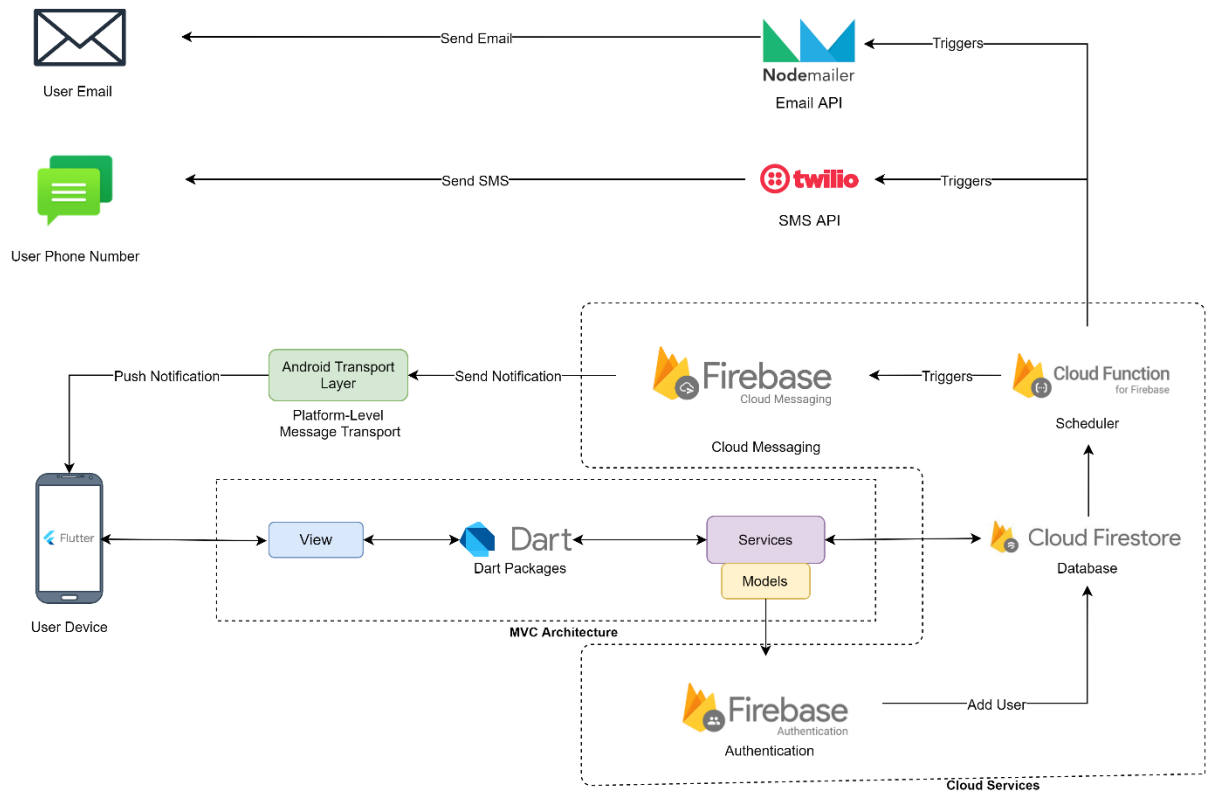 Send Email
Triggers
Nodemailer
User Email
Email API
Send SMS
twilio
Triggers
SMS API
User Phone Number
Android Transport
Layer
Push Notification
Send Notification
Firebase
Cloud Messaging
Triggers
Cloud Function
for Firebase
Platform-Level
Message Transport
Scheduler
Cloud Messaging
Flutter
View
Dart
Services
Cloud Firestore
Dart Packages
Database
Models
User Device
MVC Architecture
Firebase
Authentication
Add User
Authentication
Cloud Services